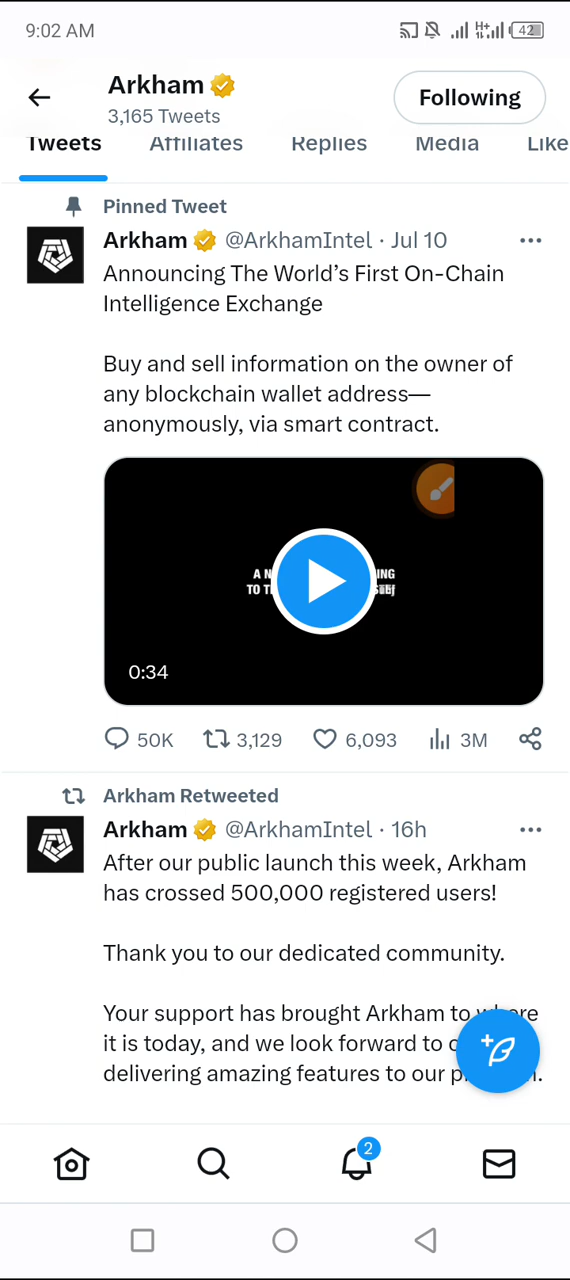 9:02 AM
H+
42
Arkham
3,165 Tweets
Following
Tweets
Affiliates
Replies
Media
Like
Pinned Tweet
Arkham @ArkhamIntel · Jul 10
Announcing The World’s First On-Chain
Intelligence Exchange
Buy and sell information on the owner of
any blockchain wallet address—
anonymously, via smart contract.
A N ING
TO T
0:34
50K
3,129
6,093
3M
Arkham Retweeted
Arkham @ArkhamIntel · 16h
After our public launch this week, Arkham
has crossed 500,000 registered users!
Thank you to our dedicated community.
Your support has brought Arkham to where
it is today, and we look forward to
delivering amazing features to our
2